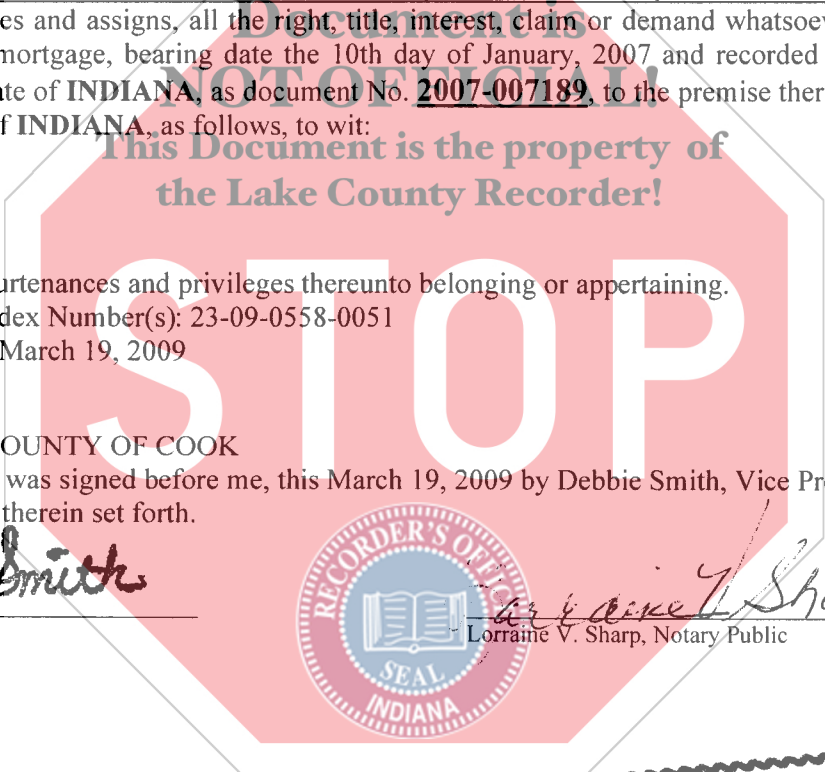 Document is
es and assigns, all the right, title, interest, claim or demand whatsoev
mortgage, bearing date the 10th day of January, 2007 and recorded
NOT OFFICIAL!
te of INDIANA, as document No. 2007-007189, to the premise ther
f INDIANA, as follows, to wit:
This Document is the property of
the Lake County Recorder!
STOP
urtenances and privileges thereunto belonging or appertaining.
dex Number(s): 23-09-0558-0051
March 19, 2009
OUNTY OF COOK
was signed before me, this March 19, 2009 by Debbie Smith, Vice Pr
therein set forth.
Smith
Lorraine V. Sha
Lorraine V. Sharp, Notary Public
RECORDER'S OFFICE
SEAL
INDIANA